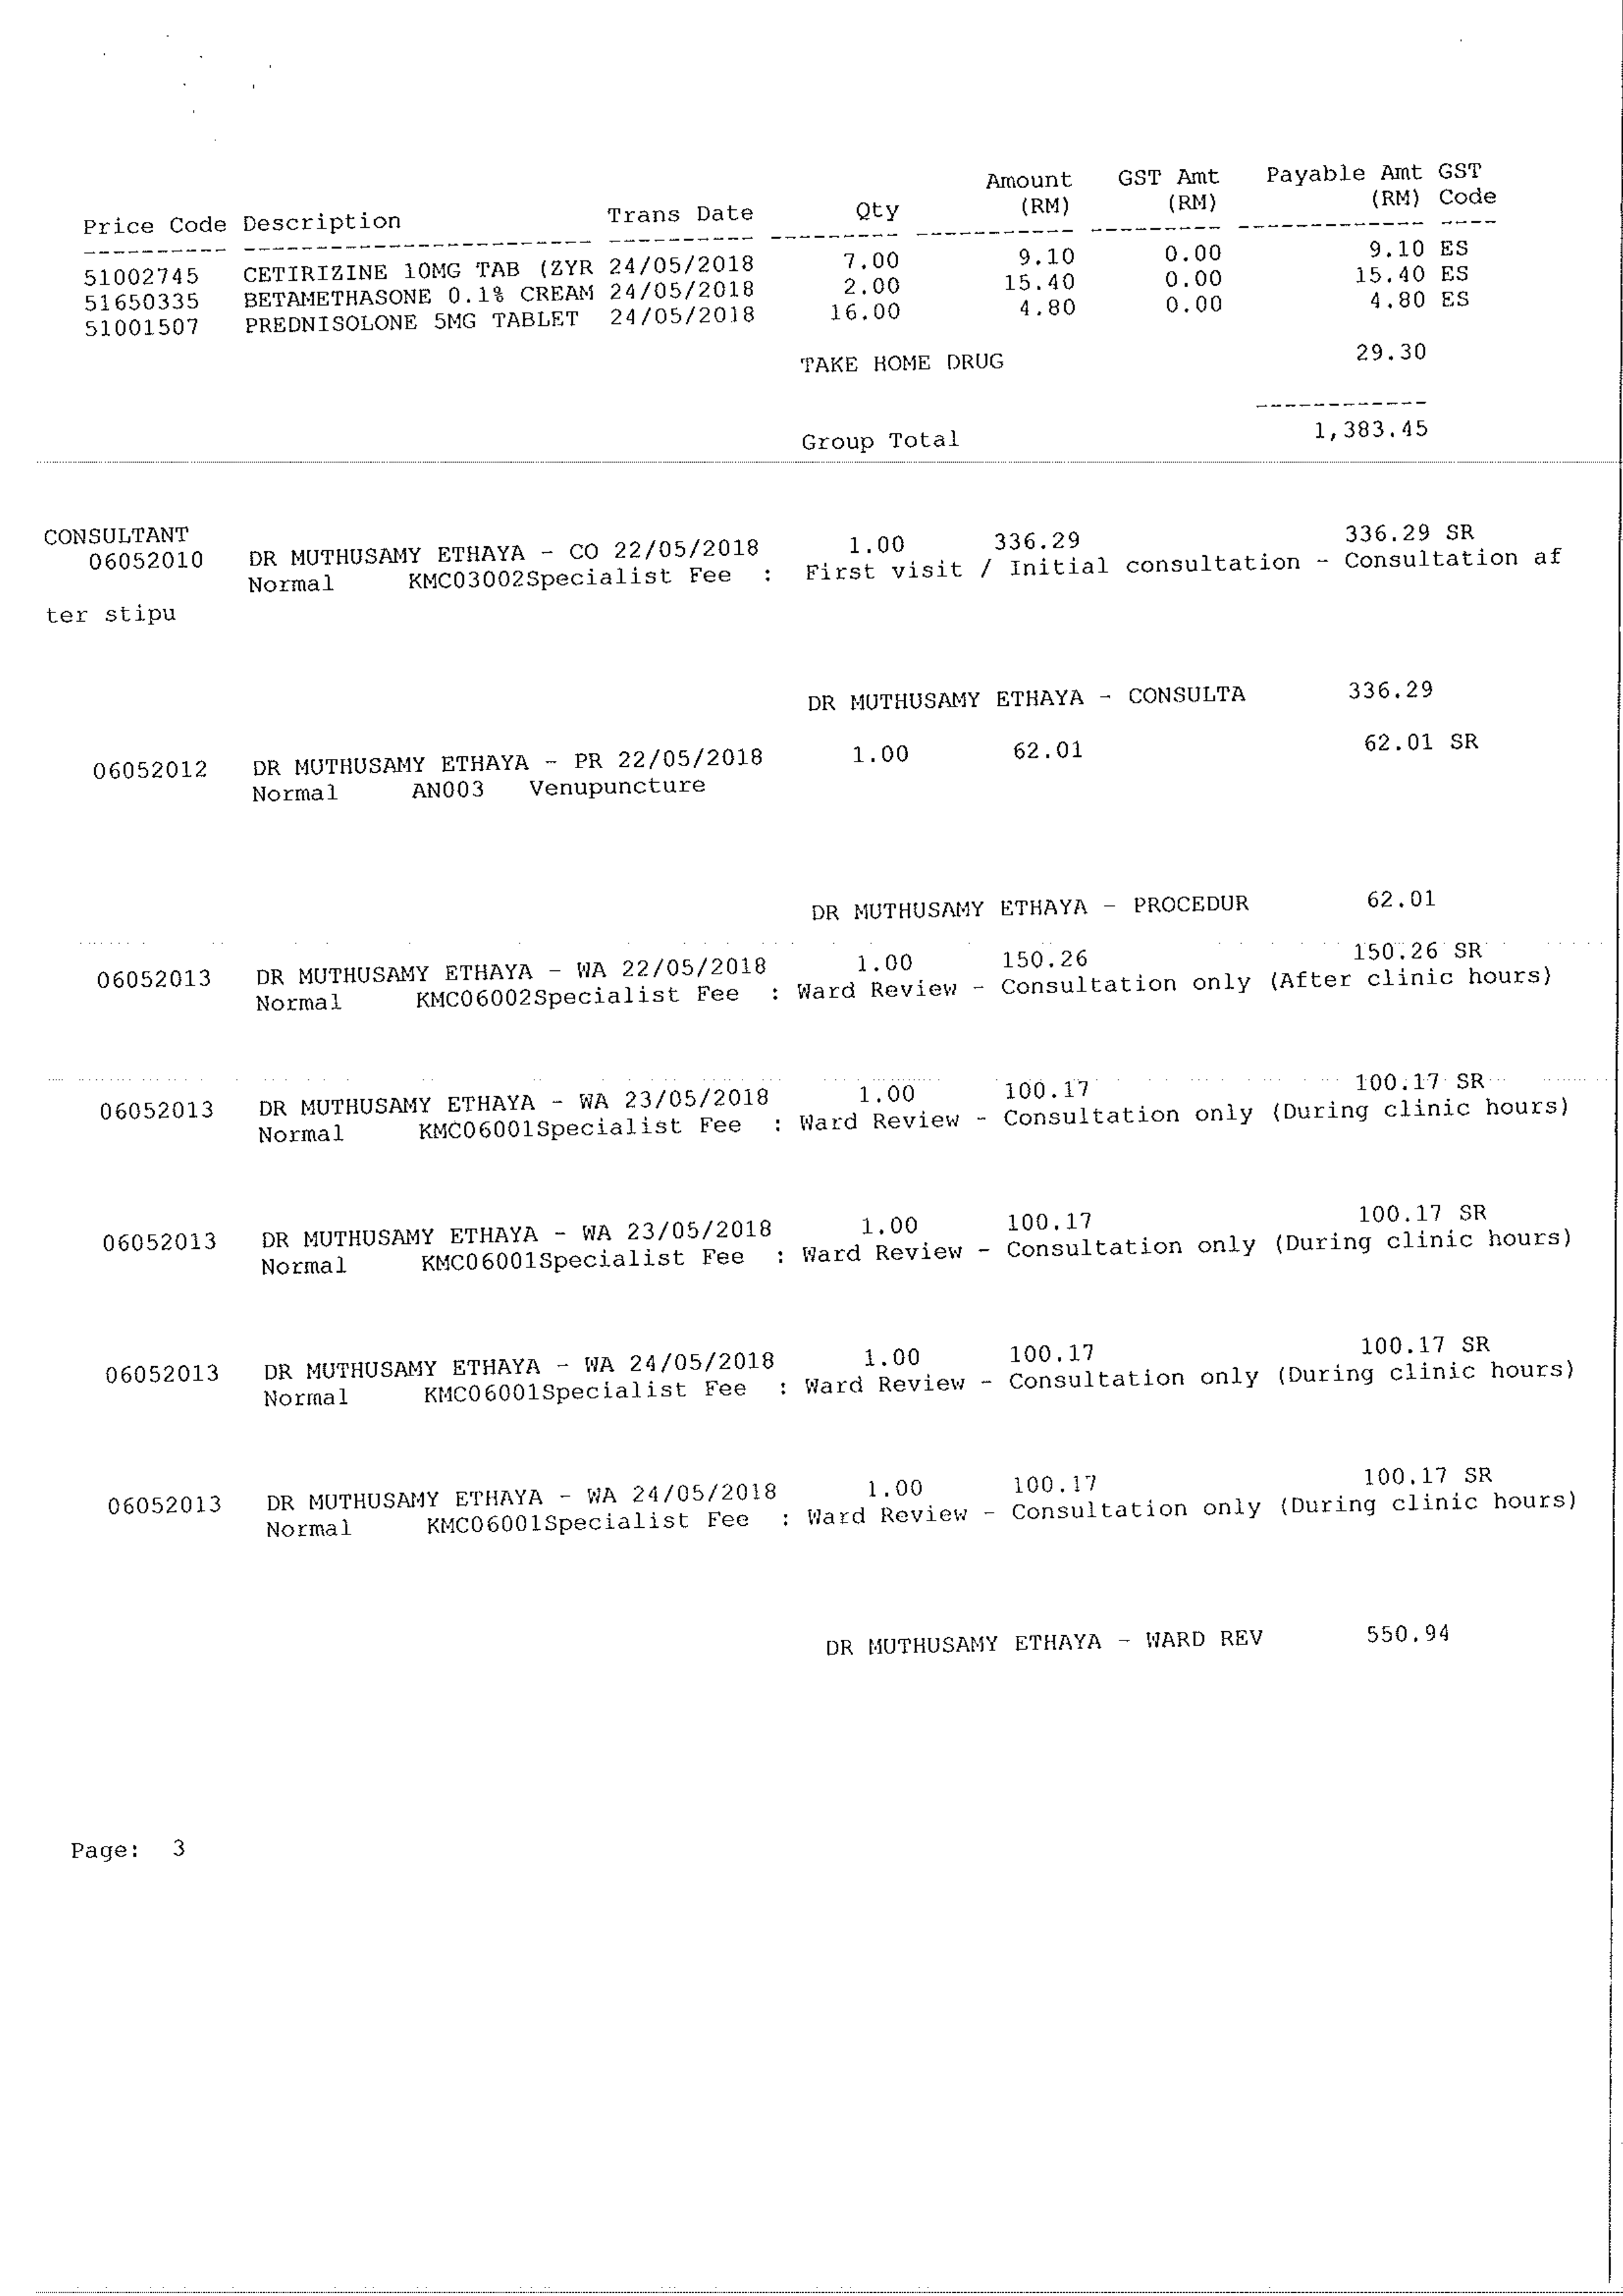 Amount GST Amt Payable Amt GST
Price Code Description Trans Date Qty (RM) (RM) (RM) Code
---------- ------------------------ ---------- --------- ----------- --------- ------------- ----
51002745 CETIRIZINE 10MG TAB (ZYR 24/05/2018 7.00 9.10 0.00 9.10 ES
51650335 BETAMETHASONE 0.1% CREAM 24/05/2018 2.00 15.40 0.00 15.40 ES
51001507 PREDNISOLONE 5MG TABLET 24/05/2018 16.00 4.80 0.00 4.80 ES
TAKE HOME DRUG 29.30
------------
Group Total 1,383.45
CONSULTANT
06052010 DR MUTHUSAMY ETHAYA - CO 22/05/2018 1.00 336.29 336.29 SR
Normal KMC03002Specialist Fee : First visit / Initial consultation - Consultation af
ter stipu
DR MUTHUSAMY ETHAYA - CONSULTA 336.29
06052012 DR MUTHUSAMY ETHAYA - PR 22/05/2018 1.00 62.01 62.01 SR
Normal AN003 Venupuncture
DR MUTHUSAMY ETHAYA - PROCEDUR 62.01
06052013 DR MUTHUSAMY ETHAYA - WA 22/05/2018 1.00 150.26 150.26 SR
Normal KMC06002Specialist Fee : Ward Review - Consultation only (After clinic hours)
06052013 DR MUTHUSAMY ETHAYA - WA 23/05/2018 1.00 100.17 100.17 SR
Normal KMC06001Specialist Fee : Ward Review - Consultation only (During clinic hours)
06052013 DR MUTHUSAMY ETHAYA - WA 23/05/2018 1.00 100.17 100.17 SR
Normal KMC06001Specialist Fee : Ward Review - Consultation only (During clinic hours)
06052013 DR MUTHUSAMY ETHAYA - WA 24/05/2018 1.00 100.17 100.17 SR
Normal KMC06001Specialist Fee : Ward Review - Consultation only (During clinic hours)
06052013 DR MUTHUSAMY ETHAYA - WA 24/05/2018 1.00 100.17 100.17 SR
Normal KMC06001Specialist Fee : Ward Review - Consultation only (During clinic hours)
DR MUTHUSAMY ETHAYA - WARD REV 550.94
Page: 3